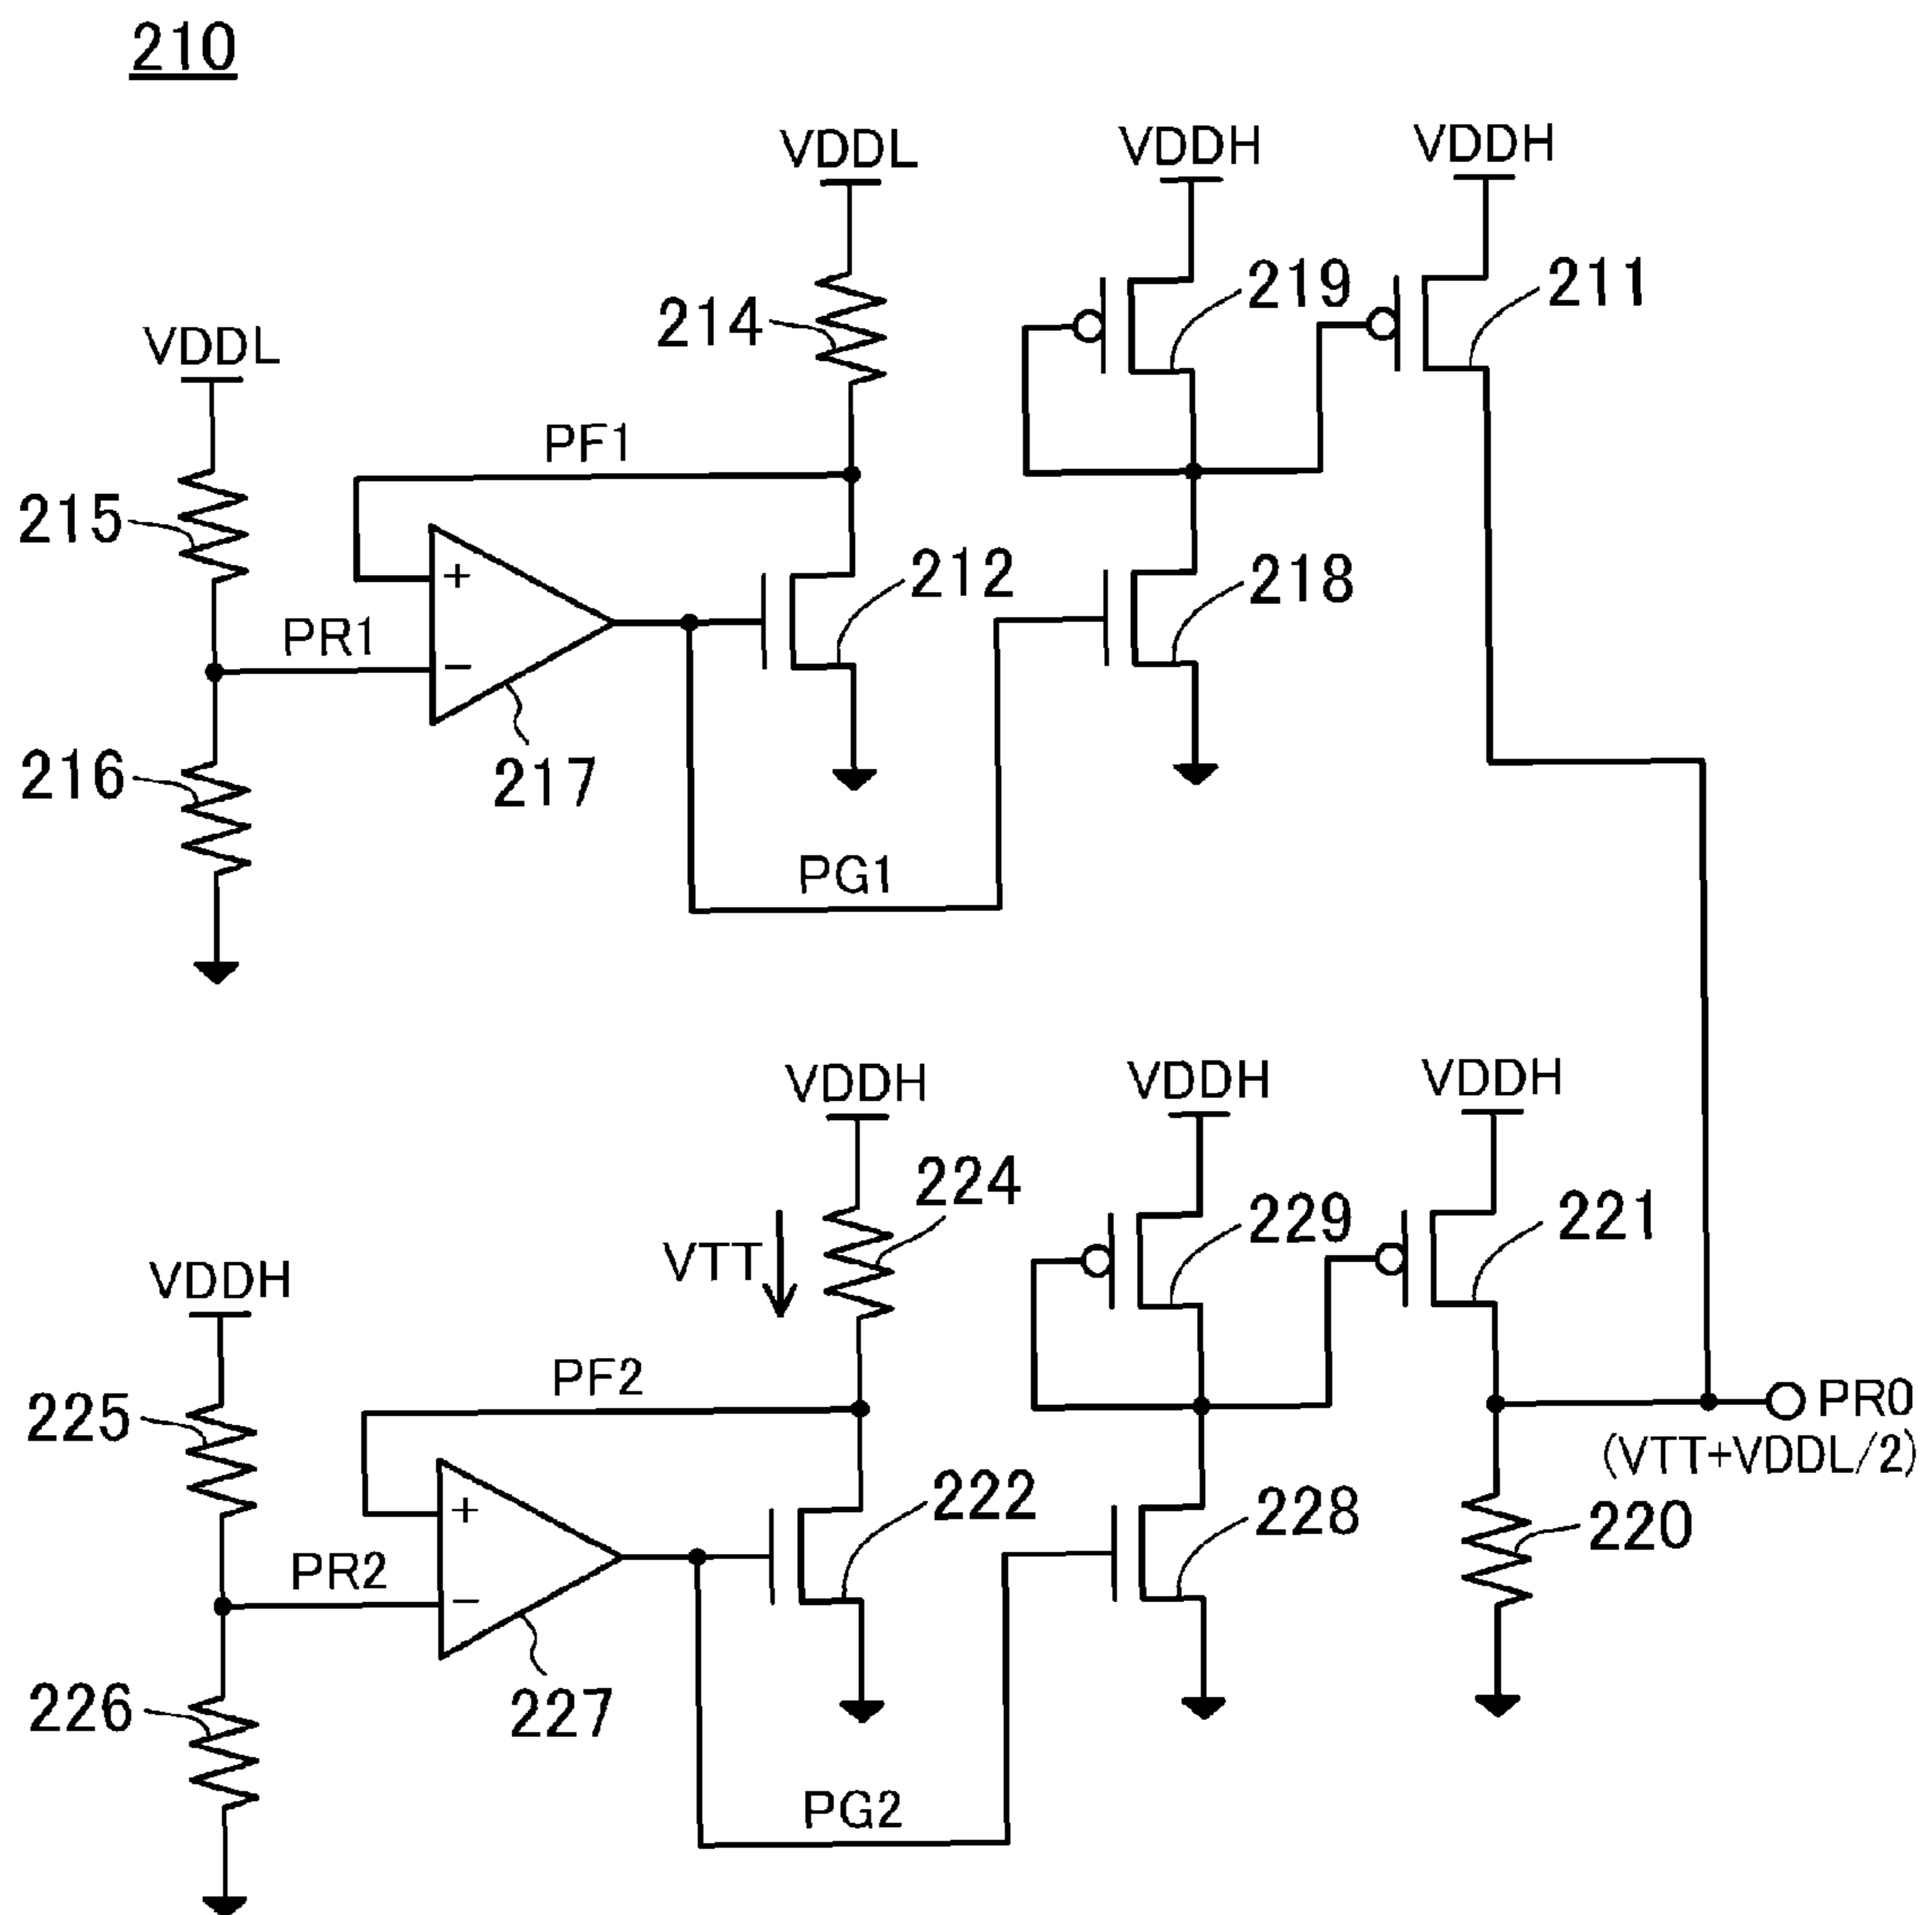 210
VDDL
VDDH
VDDH
219
211
214
VDDL
PF1
215
+
212
218
PR1
−
217
216
PG1
VDDH
VDDH
VDDH
224
229
221
VTT
VDDH
PF2
PR0
225
(VTT+VDDL/2)
+
222
228
220
PR2
−
227
226
PG2